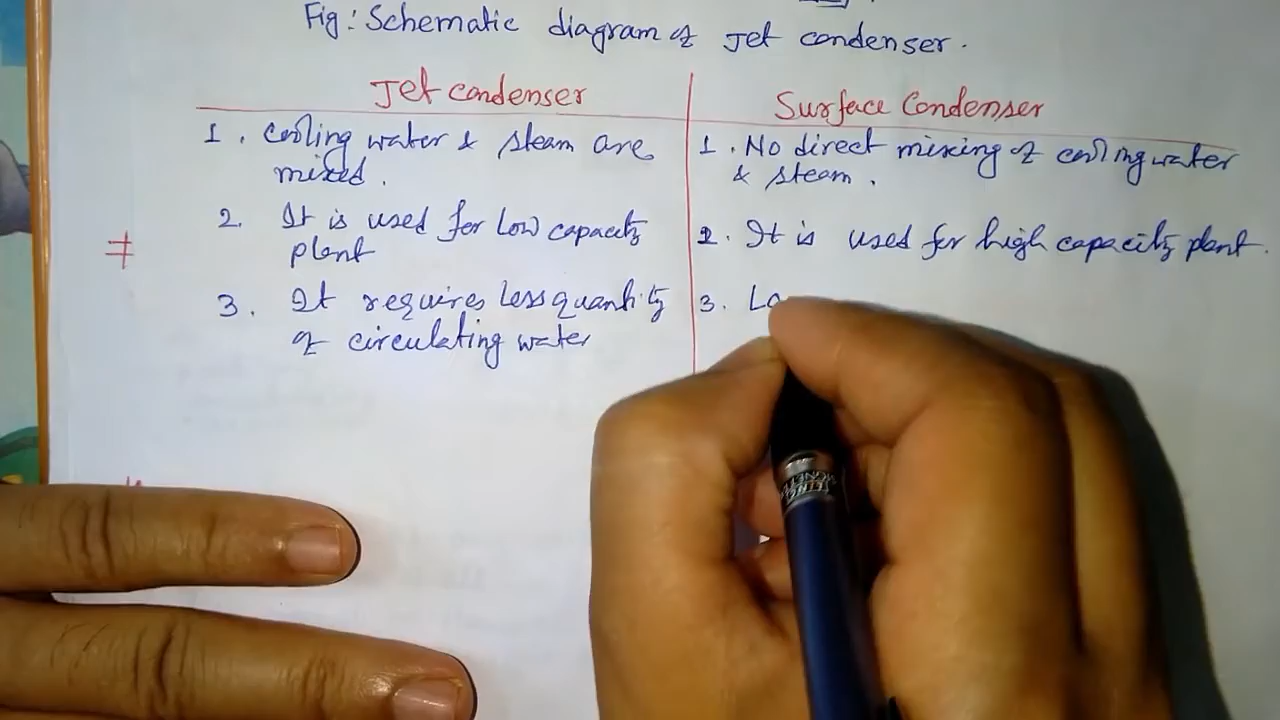 Fig: Schematic diagram of Jet condenser.
Jet condenser
Surface Condenser
1. Cooling water & steam are
mixed.
1. No direct mixing of cooling water
& steam.
2. It is used for Low capacity
plant
2. It is used for high capacity plant.
≠
3. It requires Less quantity
of circulating water
3. La